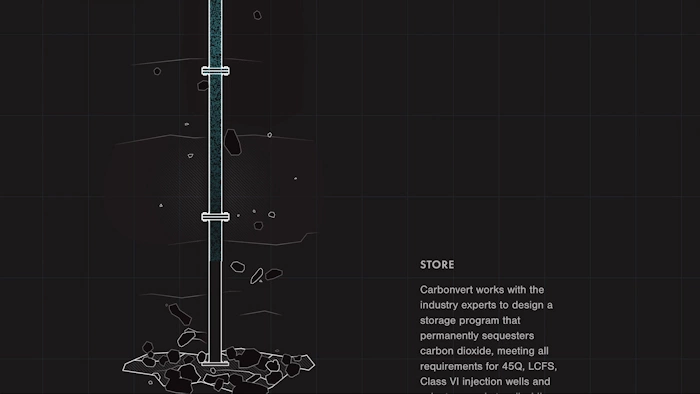 STORE
Carbonvert works with the
industry experts to design a
storage program that
permanently sequesters
carbon dioxide, meeting all
requirements for 45Q, LCFS,
Class VI injection wells and